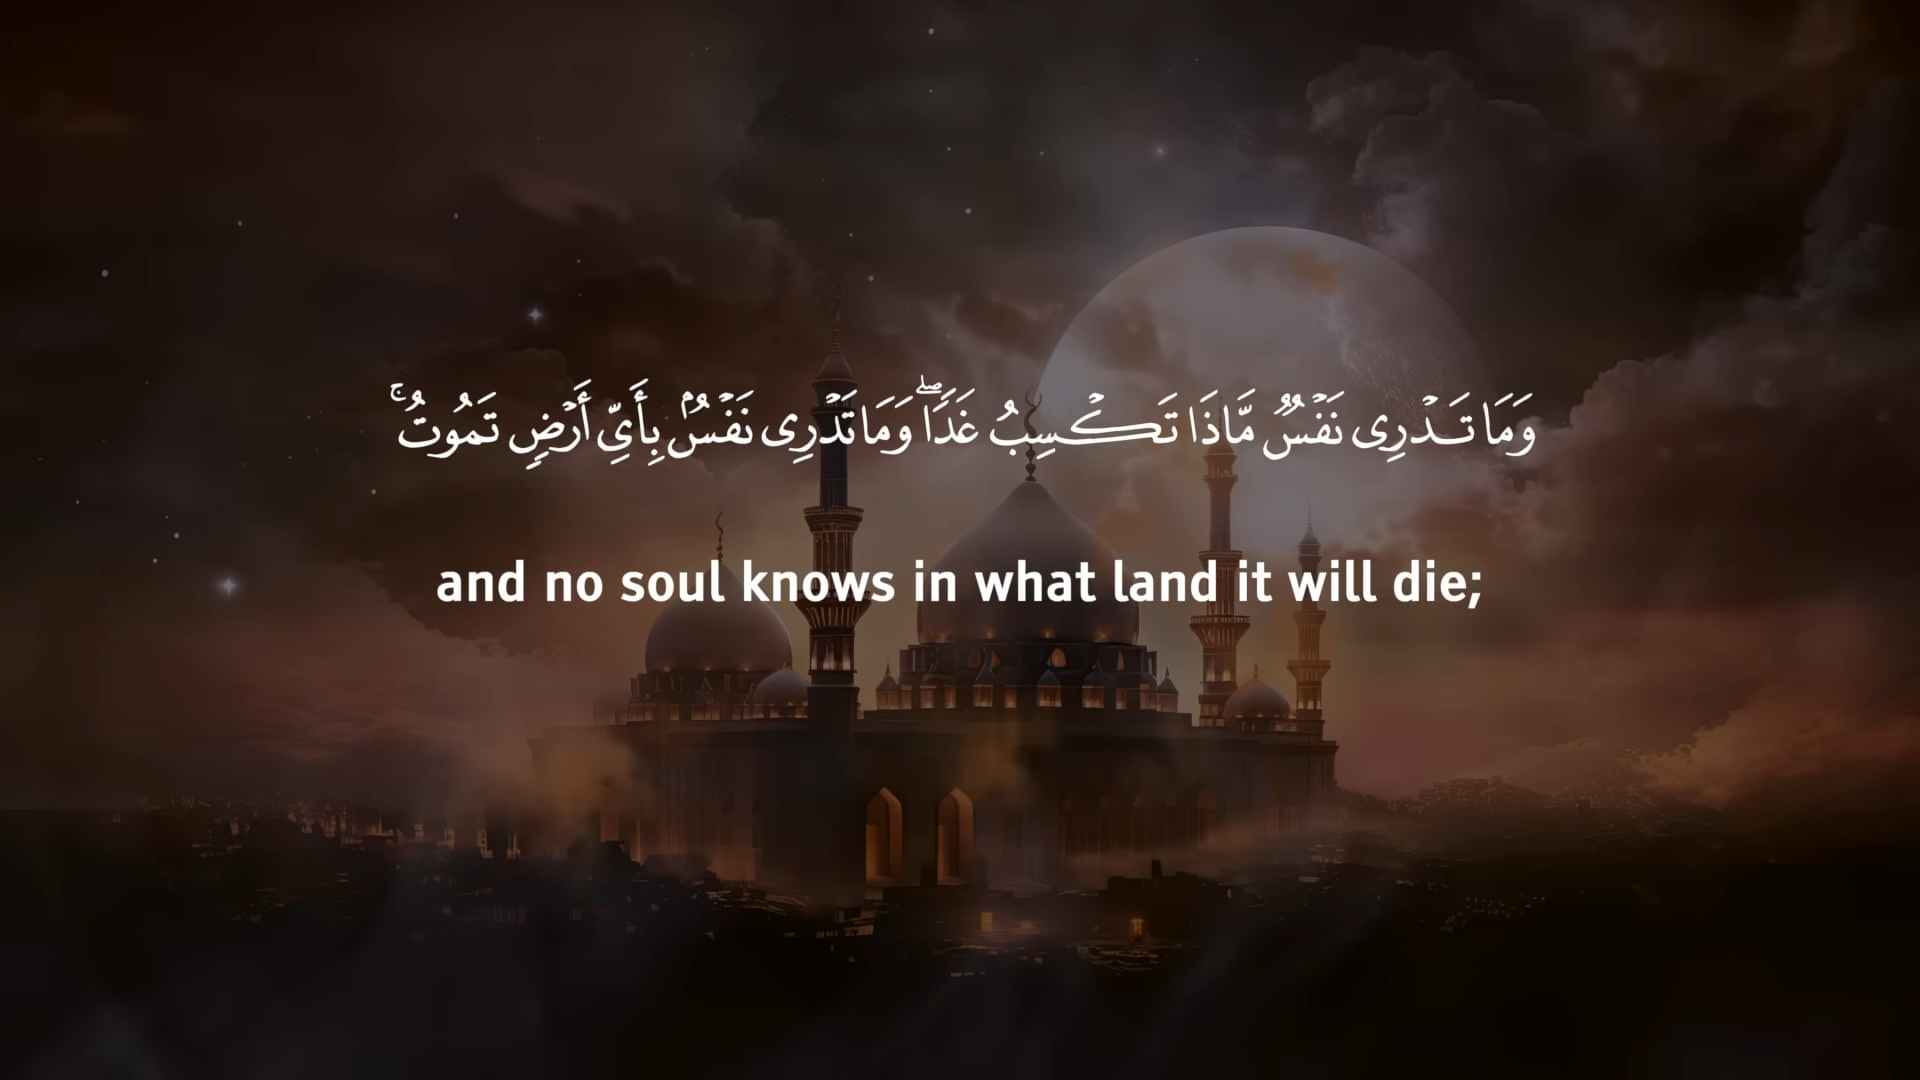 وَمَا تَدۡرِى نَفۡسٞ مَّاذَا تَكۡسِبُ غَدٗاۖ وَمَا تَدۡرِى نَفۡسُۢ بِأَىِّ أَرۡضٖ تَمُوتُۚ
and no soul knows in what land it will die;